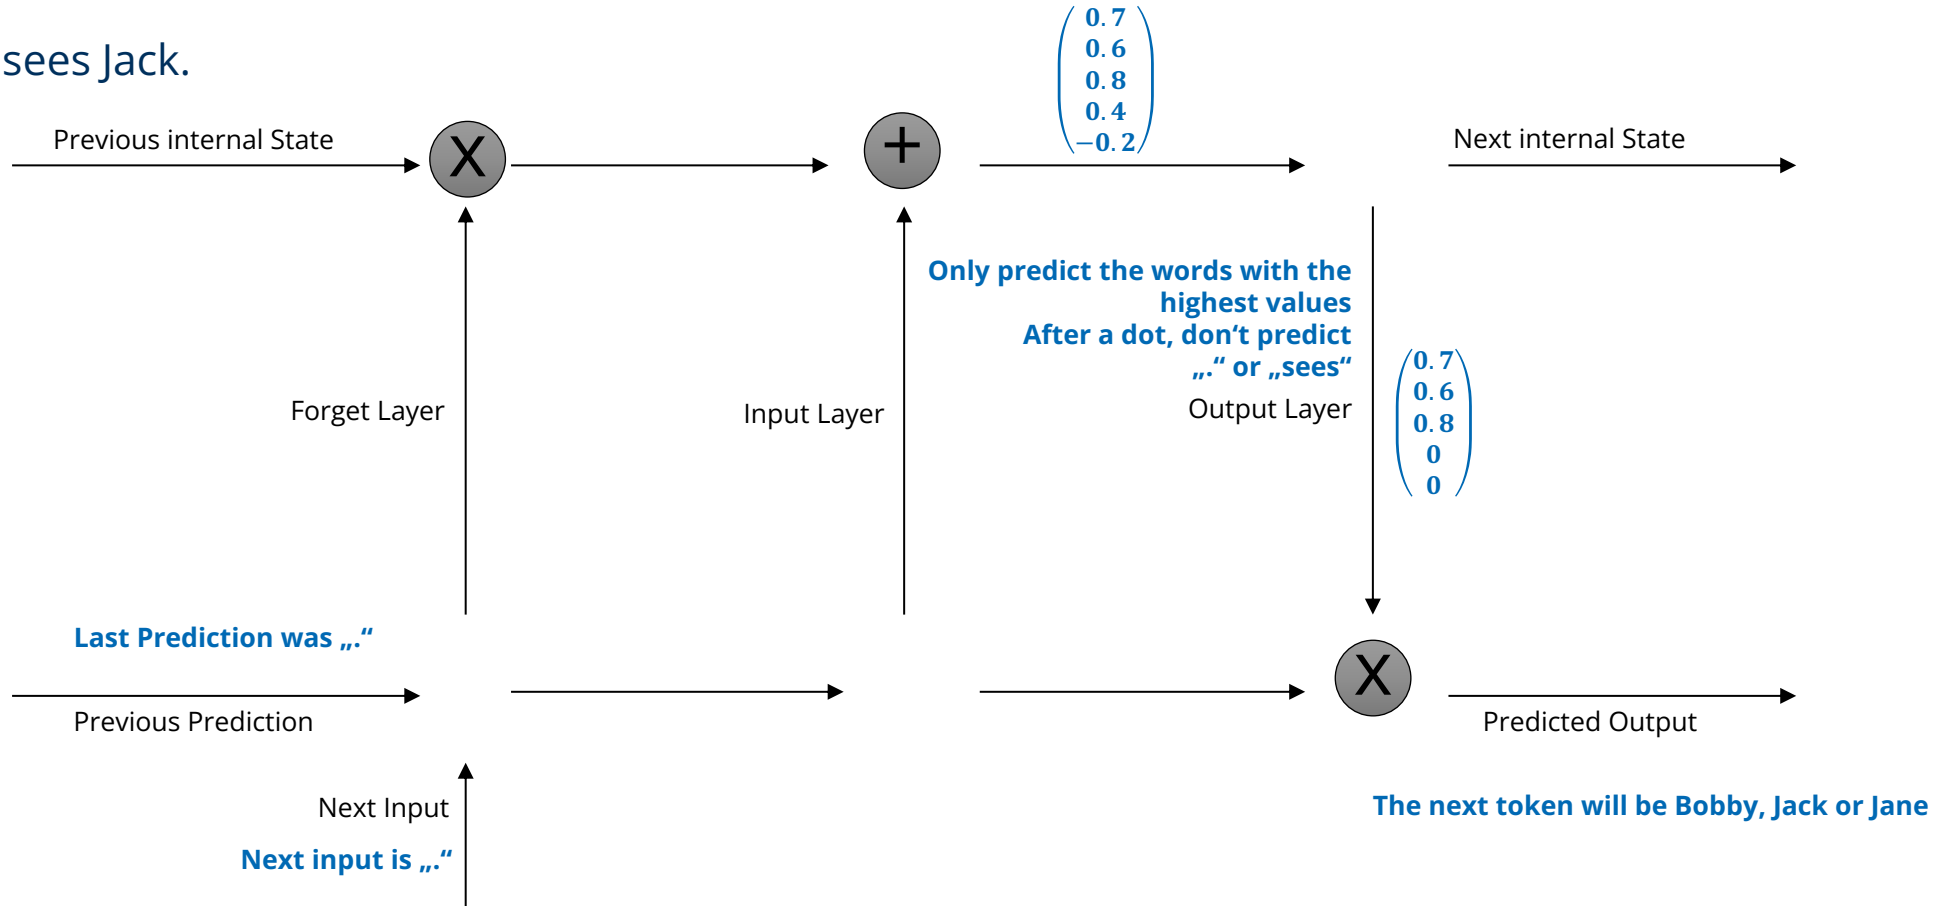 sees Jack.
0.7
0.6
0.8
0.4
−0.2
Previous internal State
X
+
Next internal State
Only predict the words with the
highest values
After a dot, don‘t predict
„.“ or „sees“
Forget Layer
Input Layer
Output Layer
0.7
0.6
0.8
0
0
Last Prediction was „.“
X
Previous Prediction
Predicted Output
Next Input
The next token will be Bobby, Jack or Jane
Next input is „.“